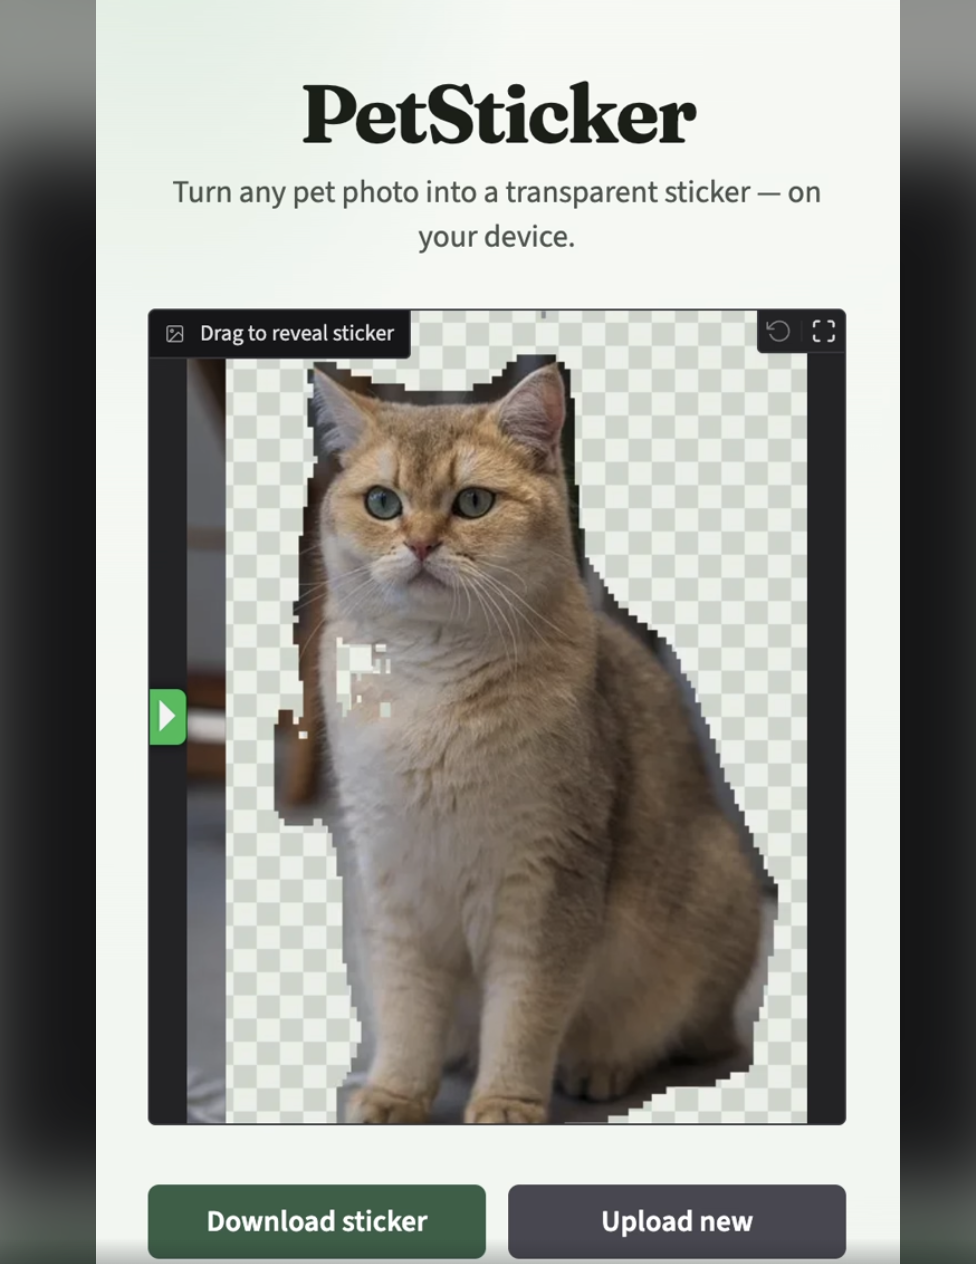 PetSticker
Turn any pet photo into a transparent sticker — on
your device.
Drag to reveal sticker
Download sticker
Upload new